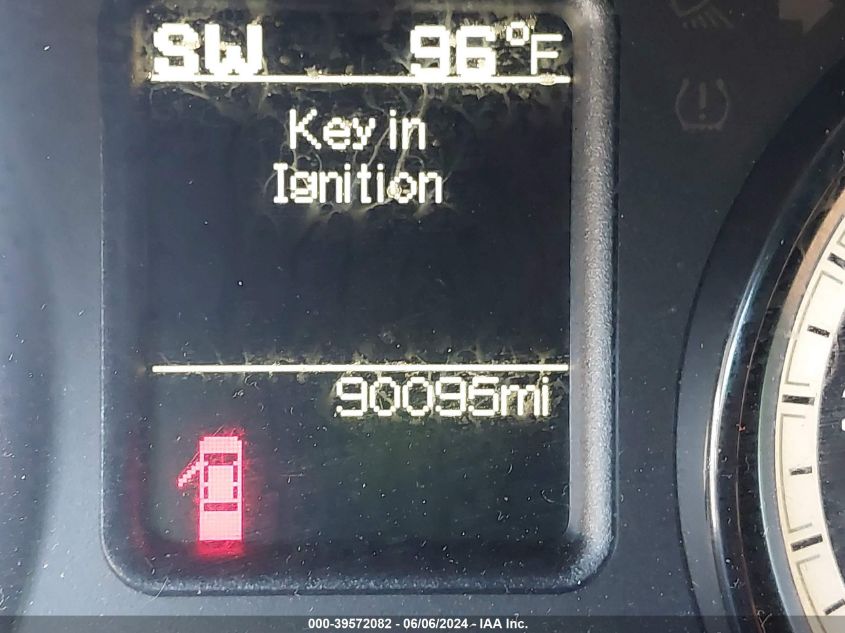 SW 96°F
Key in
Ignition
90095mi
000-39572082 - 06/06/2024 - IAA Inc.